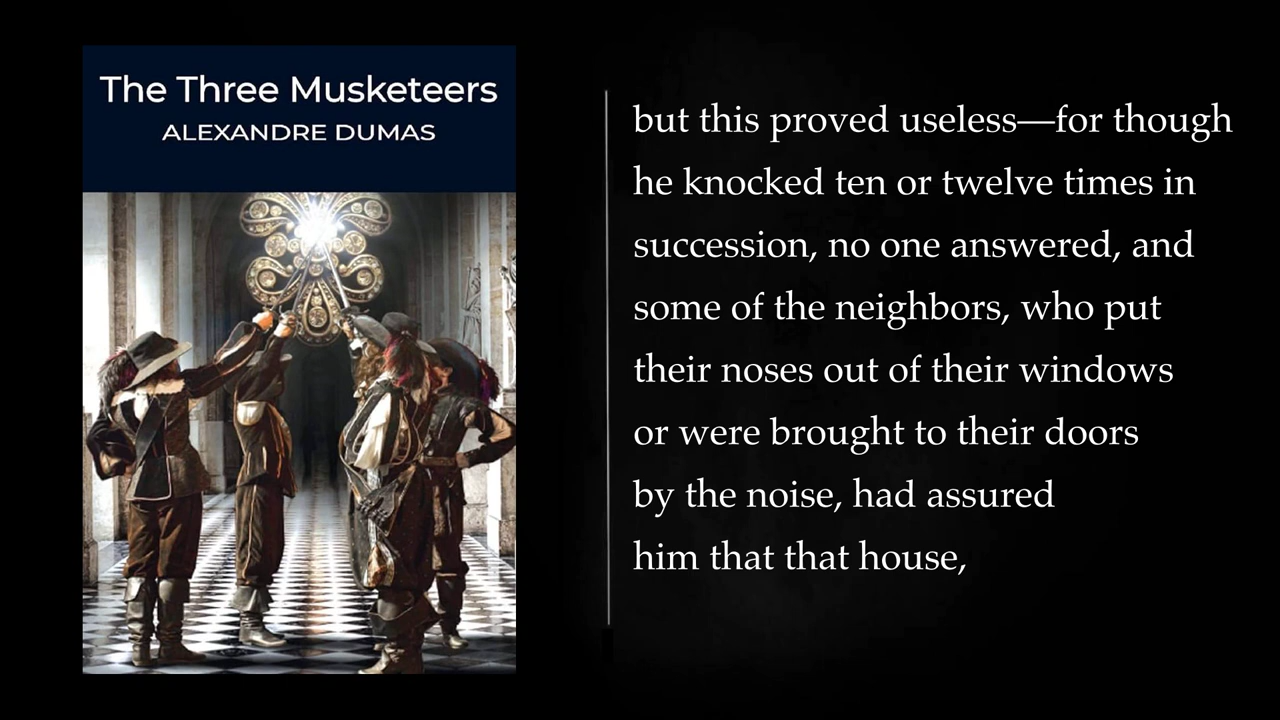 The Three Musketeers
ALEXANDRE DUMAS
but this proved useless—for though
he knocked ten or twelve times in
succession, no one answered, and
some of the neighbors, who put
their noses out of their windows
or were brought to their doors
by the noise, had assured
him that that house,